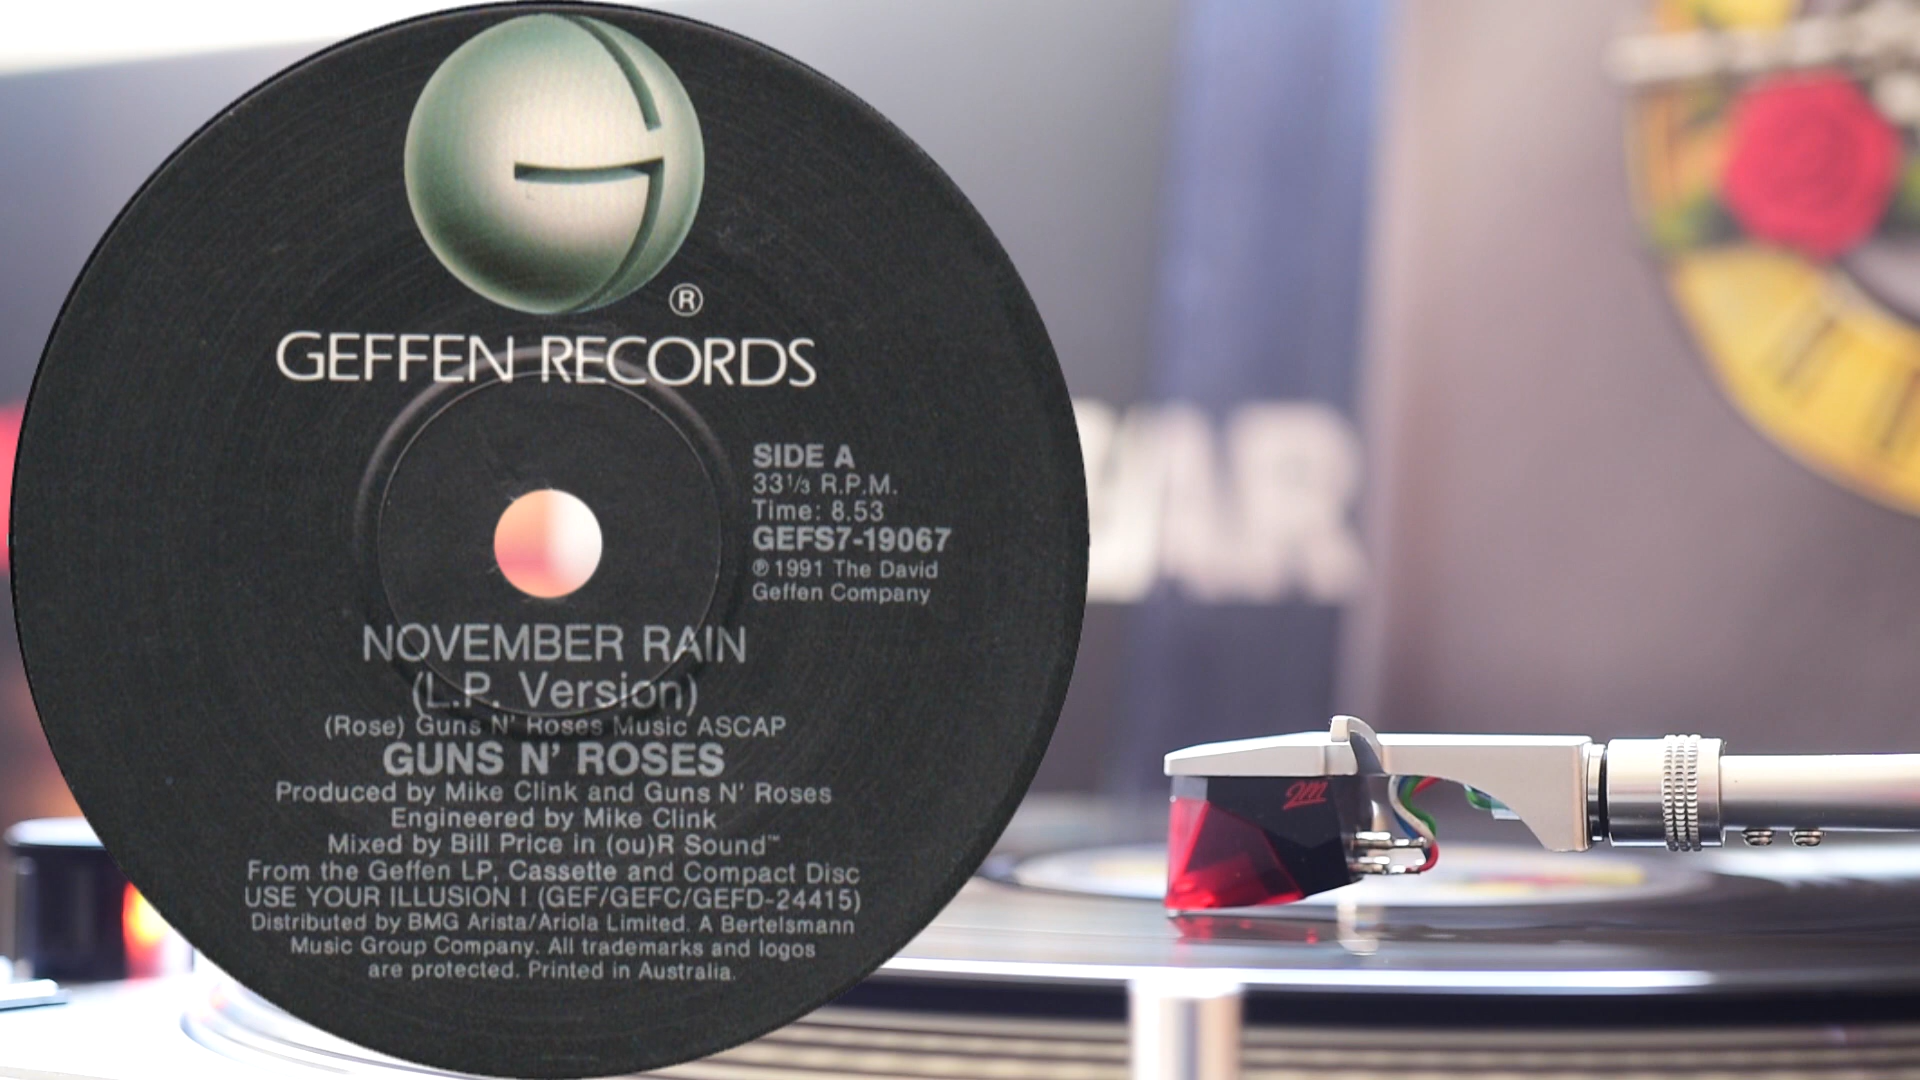 ®
GEFFEN RECORDS
SIDE A
33 1/3 R.P.M.
Time: 8.53
GEFS7-19067
℗ 1991 The David
Geffen Company
NOVEMBER RAIN
(L.P. Version)
(Rose) Guns N' Roses Music ASCAP
GUNS N' ROSES
Produced by Mike Clink and Guns N' Roses
Engineered by Mike Clink
Mixed by Bill Price in (ou)R Sound™
From the Geffen LP, Cassette and Compact Disc
USE YOUR ILLUSION I (GEF/GEFC/GEFD-24415)
Distributed by BMG Arista/Ariola Limited. A Bertelsmann
Music Group Company. All trademarks and logos
are protected. Printed in Australia.
2M